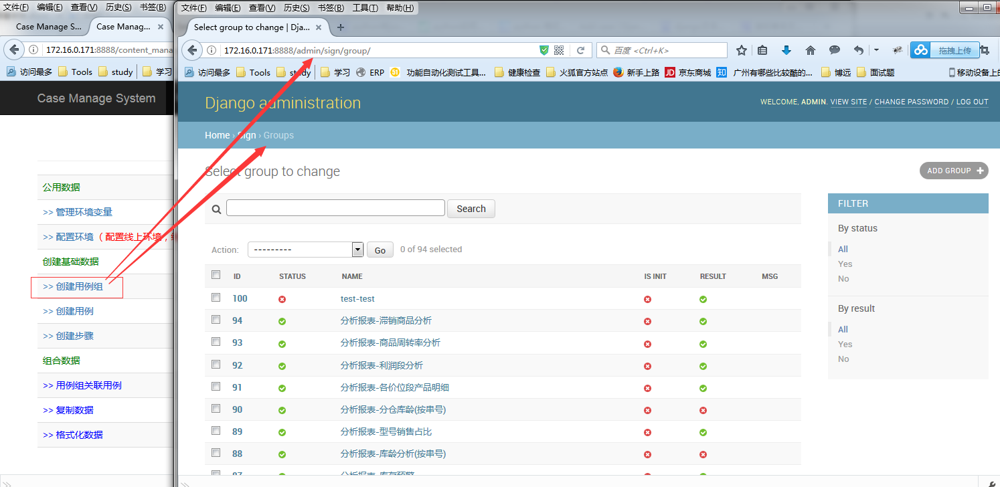 文件(F) 编辑(E) 查看(V) 历史(S) 书签(B)
Case Manage S... Case Manag...
172.16.0.171:8888/content_mana
访问最多 Tools study 学习
Case Manage System
公用数据
>> 管理环境变量
>> 配置环境（配置线上环境，
创建基础数据
>> 创建用例组
>> 创建用例
>> 创建步骤
组合数据
>> 用例组关联用例
>> 复制数据
>> 格式化数据
文件(F) 编辑(E) 查看(V) 历史(S) 书签(B) 工具(T) 帮助(H)
Select group to change | Dja...
172.16.0.171:8888/admin/sign/group/ 百度 <Ctrl+K> 拖拽上传
访问最多 Tools study 学习 ERP 功能自动化测试工具... 健康检查 火狐官方站点 新手上路 JD 京东商城 知 广州有哪些比较酷的... 博远 面试题 移动设备上的
Django administration
WELCOME, ADMIN. VIEW SITE / CHANGE PASSWORD / LOG OUT
Home › Sign › Groups
Select group to change
ADD GROUP
Search
Action: --------- Go 0 of 94 selected
ID STATUS NAME IS INIT RESULT MSG
100 test-test
94 分析报表-滞销商品分析
93 分析报表-商品周转率分析
92 分析报表-利润段分析
91 分析报表-各价位段产品明细
90 分析报表-分仓库龄(按串号)
89 分析报表-型号销售占比
88 分析报表-库龄分析(按串号)
87 分析报表-库存预警
FILTER
By status
All
Yes
No
By result
All
Yes
No